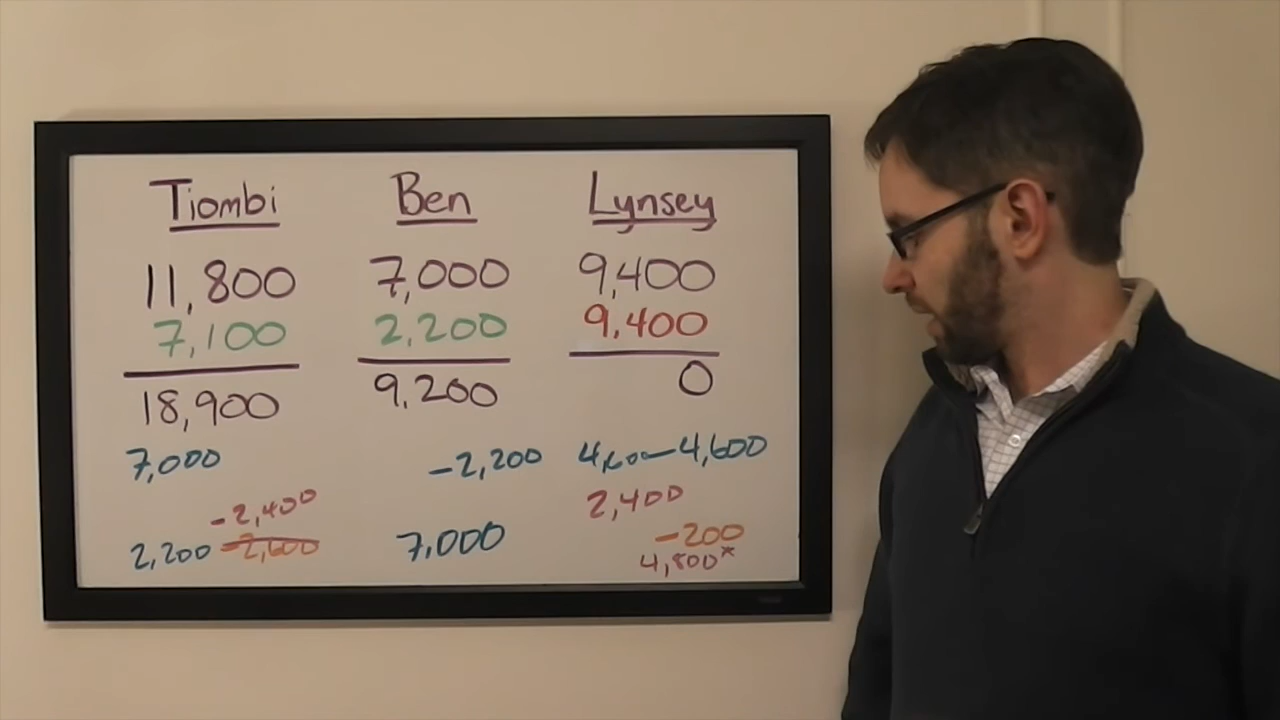 Tiombi Ben Lynsey
11,800 7,000 9,400
7,100 2,200 9,400
18,900 9,200 0
7,000 -2,200 4,600-4,600
-2,400 2,400
2,200 -2,600 7,000 -200
4,800*